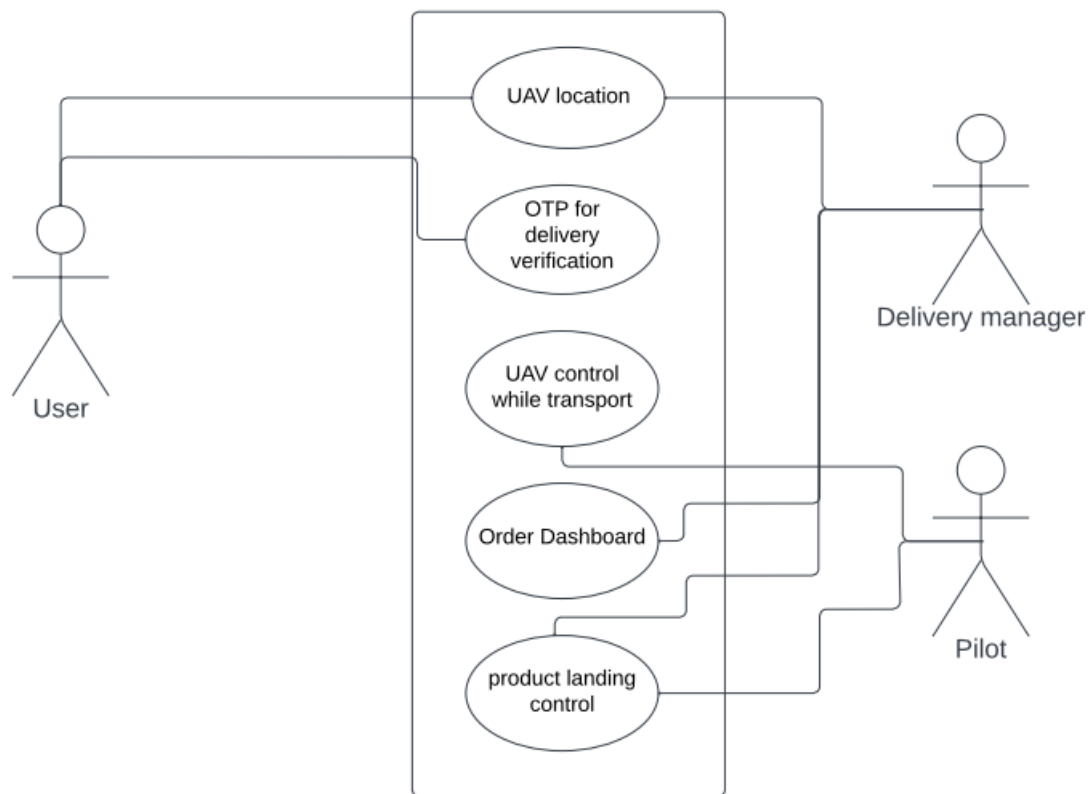 UAV location
OTP for
delivery
verification
User
Delivery manager
UAV control
while transport
Order Dashboard
Pilot
product landing
control